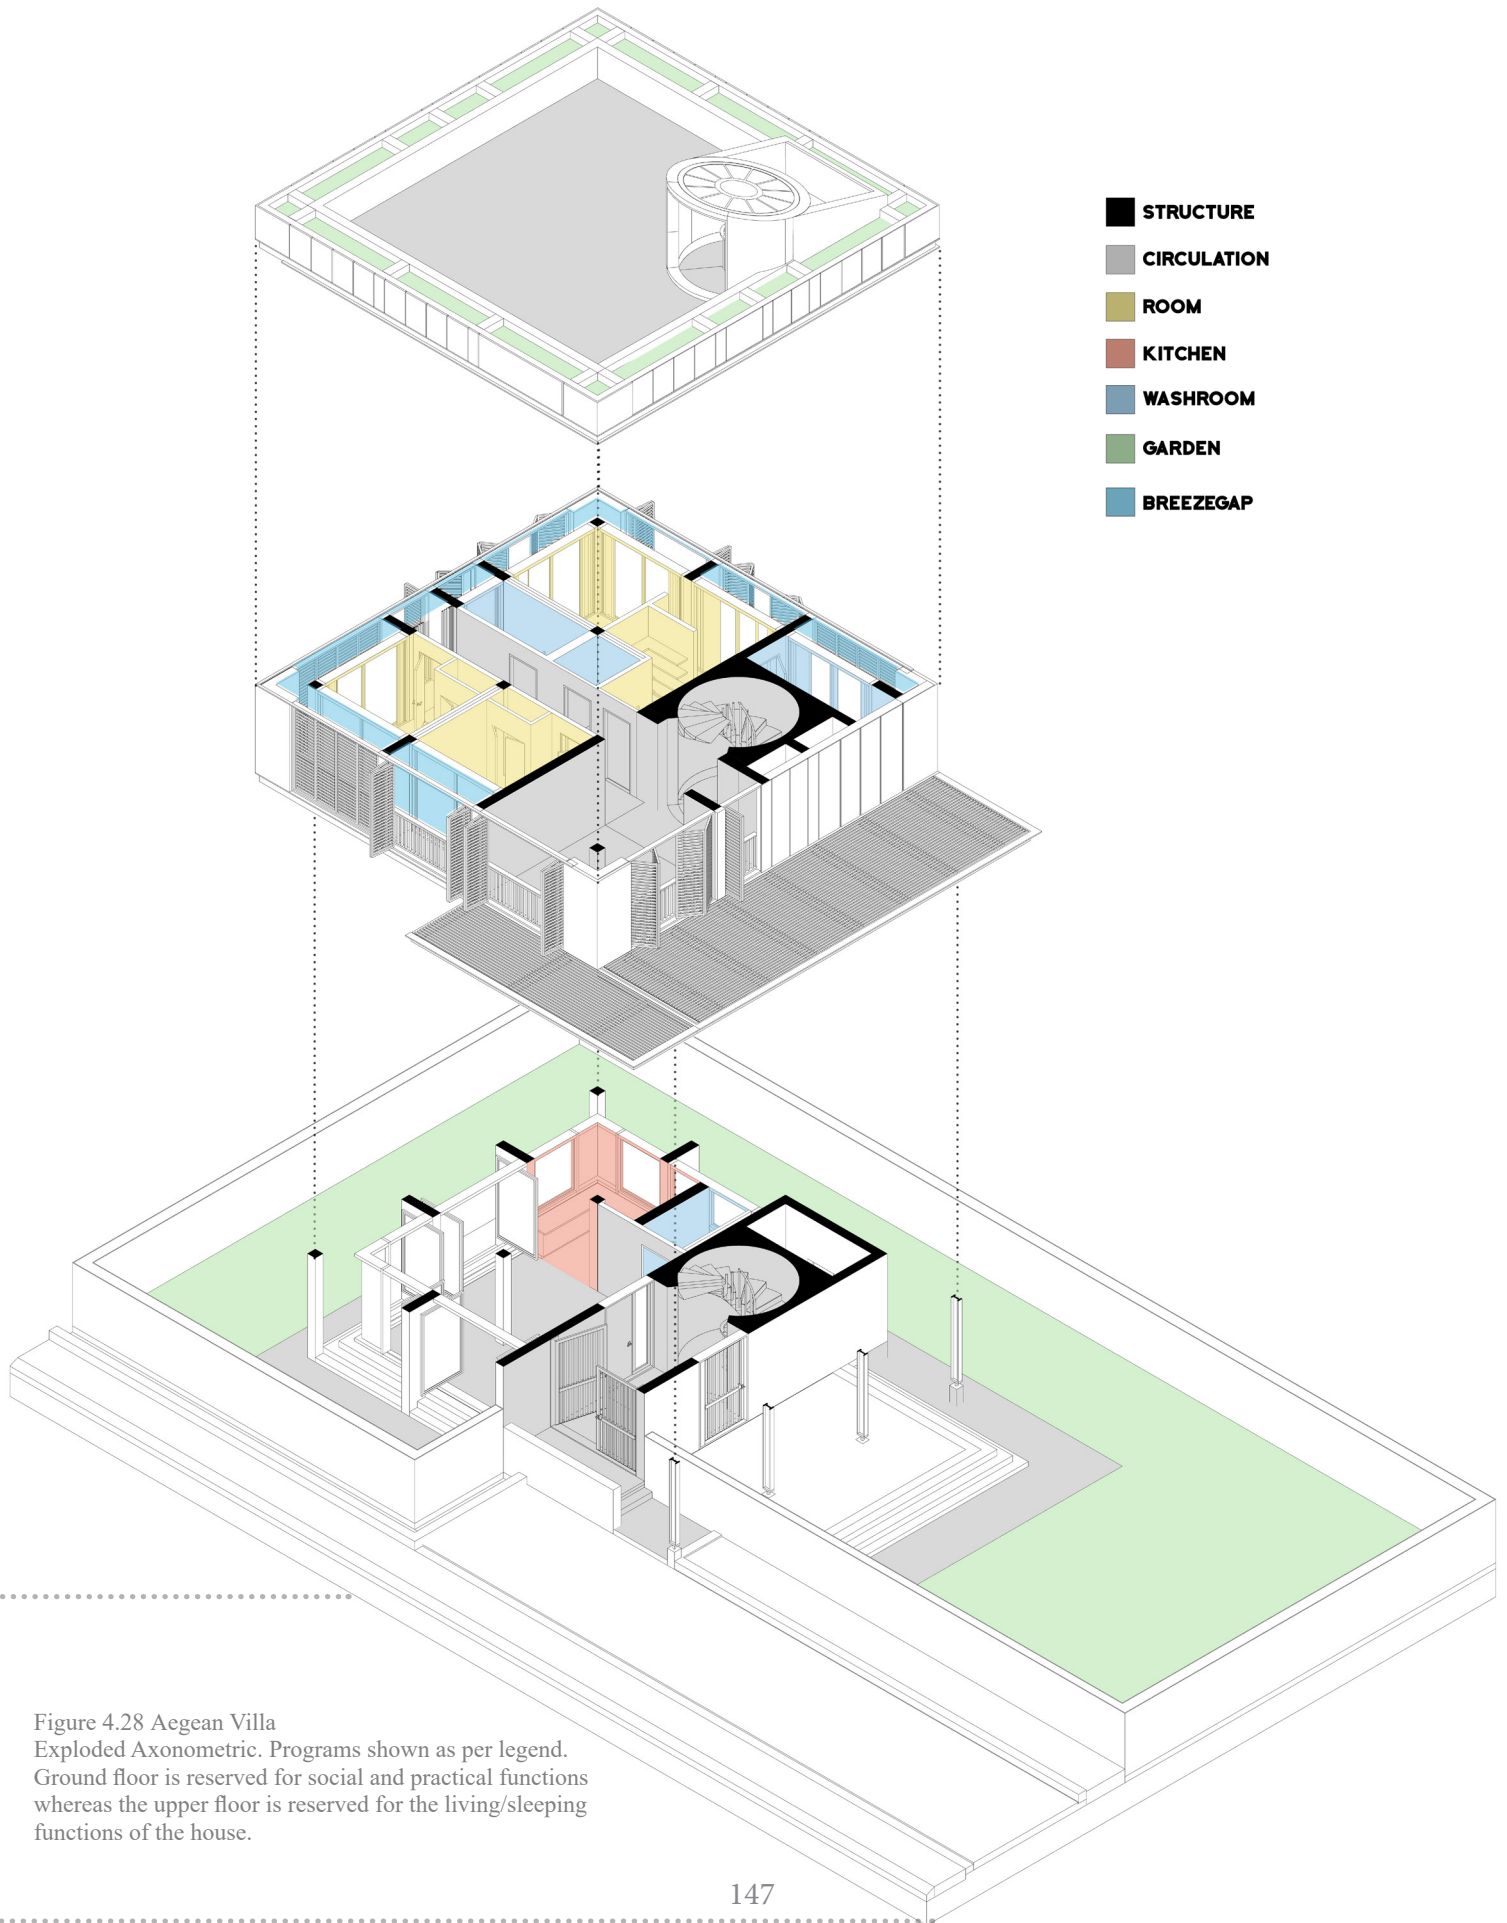 STRUCTURE
CIRCULATION
ROOM
KITCHEN
WASHROOM
GARDEN
BREEZEGAP
Figure 4.28 Aegean Villa
Exploded Axonometric. Programs shown as per legend.
Ground floor is reserved for social and practical functions
whereas the upper floor is reserved for the living/sleeping
functions of the house.
147